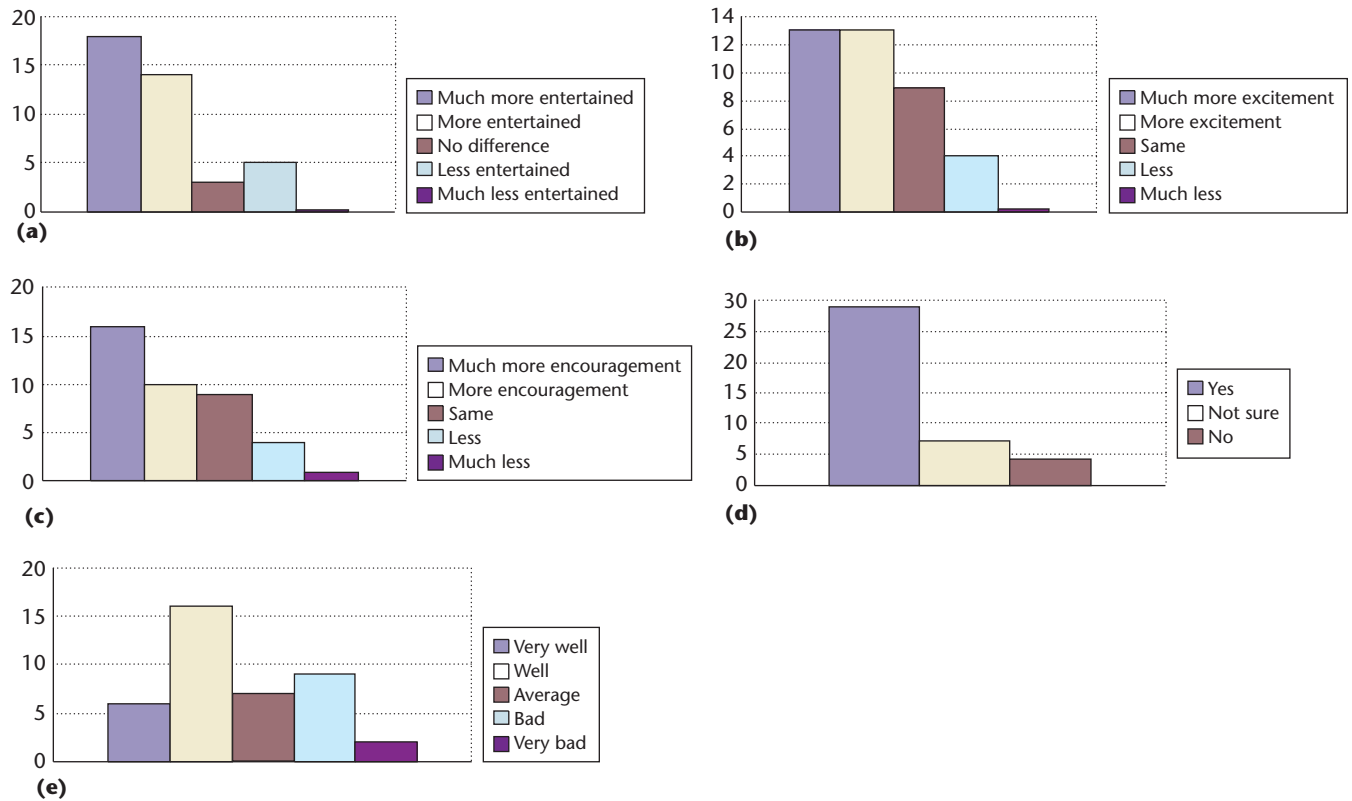 20
15
10
5
0
Much more entertained
More entertained
No difference
Less entertained
Much less entertained
(a)
14
12
10
8
6
4
2
0
Much more excitement
More excitement
Same
Less
Much less
(b)
20
15
10
5
0
Much more encouragement
More encouragement
Same
Less
Much less
(c)
30
25
20
15
10
5
0
Yes
Not sure
No
(d)
20
15
10
5
0
Very well
Well
Average
Bad
Very bad
(e)